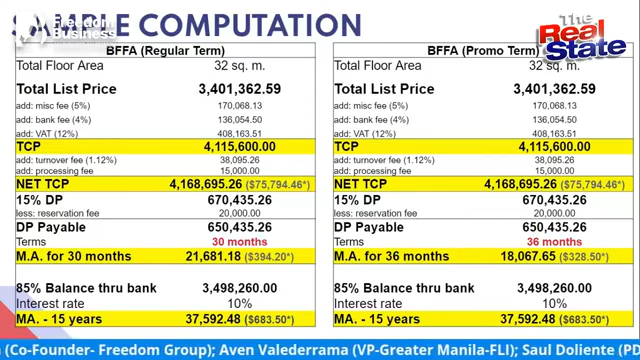 SAMPLE COMPUTATION
Freedom
Business
The
Real
State
BFFA (Regular Term)
Total Floor Area 32 sq. m.
Total List Price 3,401,362.59
add: misc fee (5%) 170,068.13
add: bank fee (4%) 136,054.50
add: VAT (12%) 408,163.51
TCP 4,115,600.00
add: turnover fee (1.12%) 38,095.26
add: processing fee 15,000.00
NET TCP 4,168,695.26 ($75,794.46*)
15% DP 670,435.26
less: reservation fee 20,000.00
DP Payable 650,435.26
Terms 30 months
M.A. for 30 months 21,681.18 ($394.20*)
85% Balance thru bank 3,498,260.00
Interest rate 10%
MA - 15 years 37,592.48 ($683.50*)
BFFA (Promo Term)
Total Floor Area 32 sq. m.
Total List Price 3,401,362.59
add: misc fee (5%) 170,068.13
add: bank fee (4%) 136,054.50
add: VAT (12%) 408,163.51
TCP 4,115,600.00
add: turnover fee (1.12%) 38,095.26
add: processing fee 15,000.00
NET TCP 4,168,695.26 ($75,794.46*)
15% DP 670,435.26
less: reservation fee 20,000.00
DP Payable 650,435.26
Terms 36 months
M.A. for 36 months 18,067.65 ($328.50*)
85% Balance thru bank 3,498,260.00
Interest rate 10%
MA - 15 years 37,592.48 ($683.50*)
(Co-Founder- Freedom Group); Aven Valederrama (VP-Greater Manila-FLI); Saul Doliente (